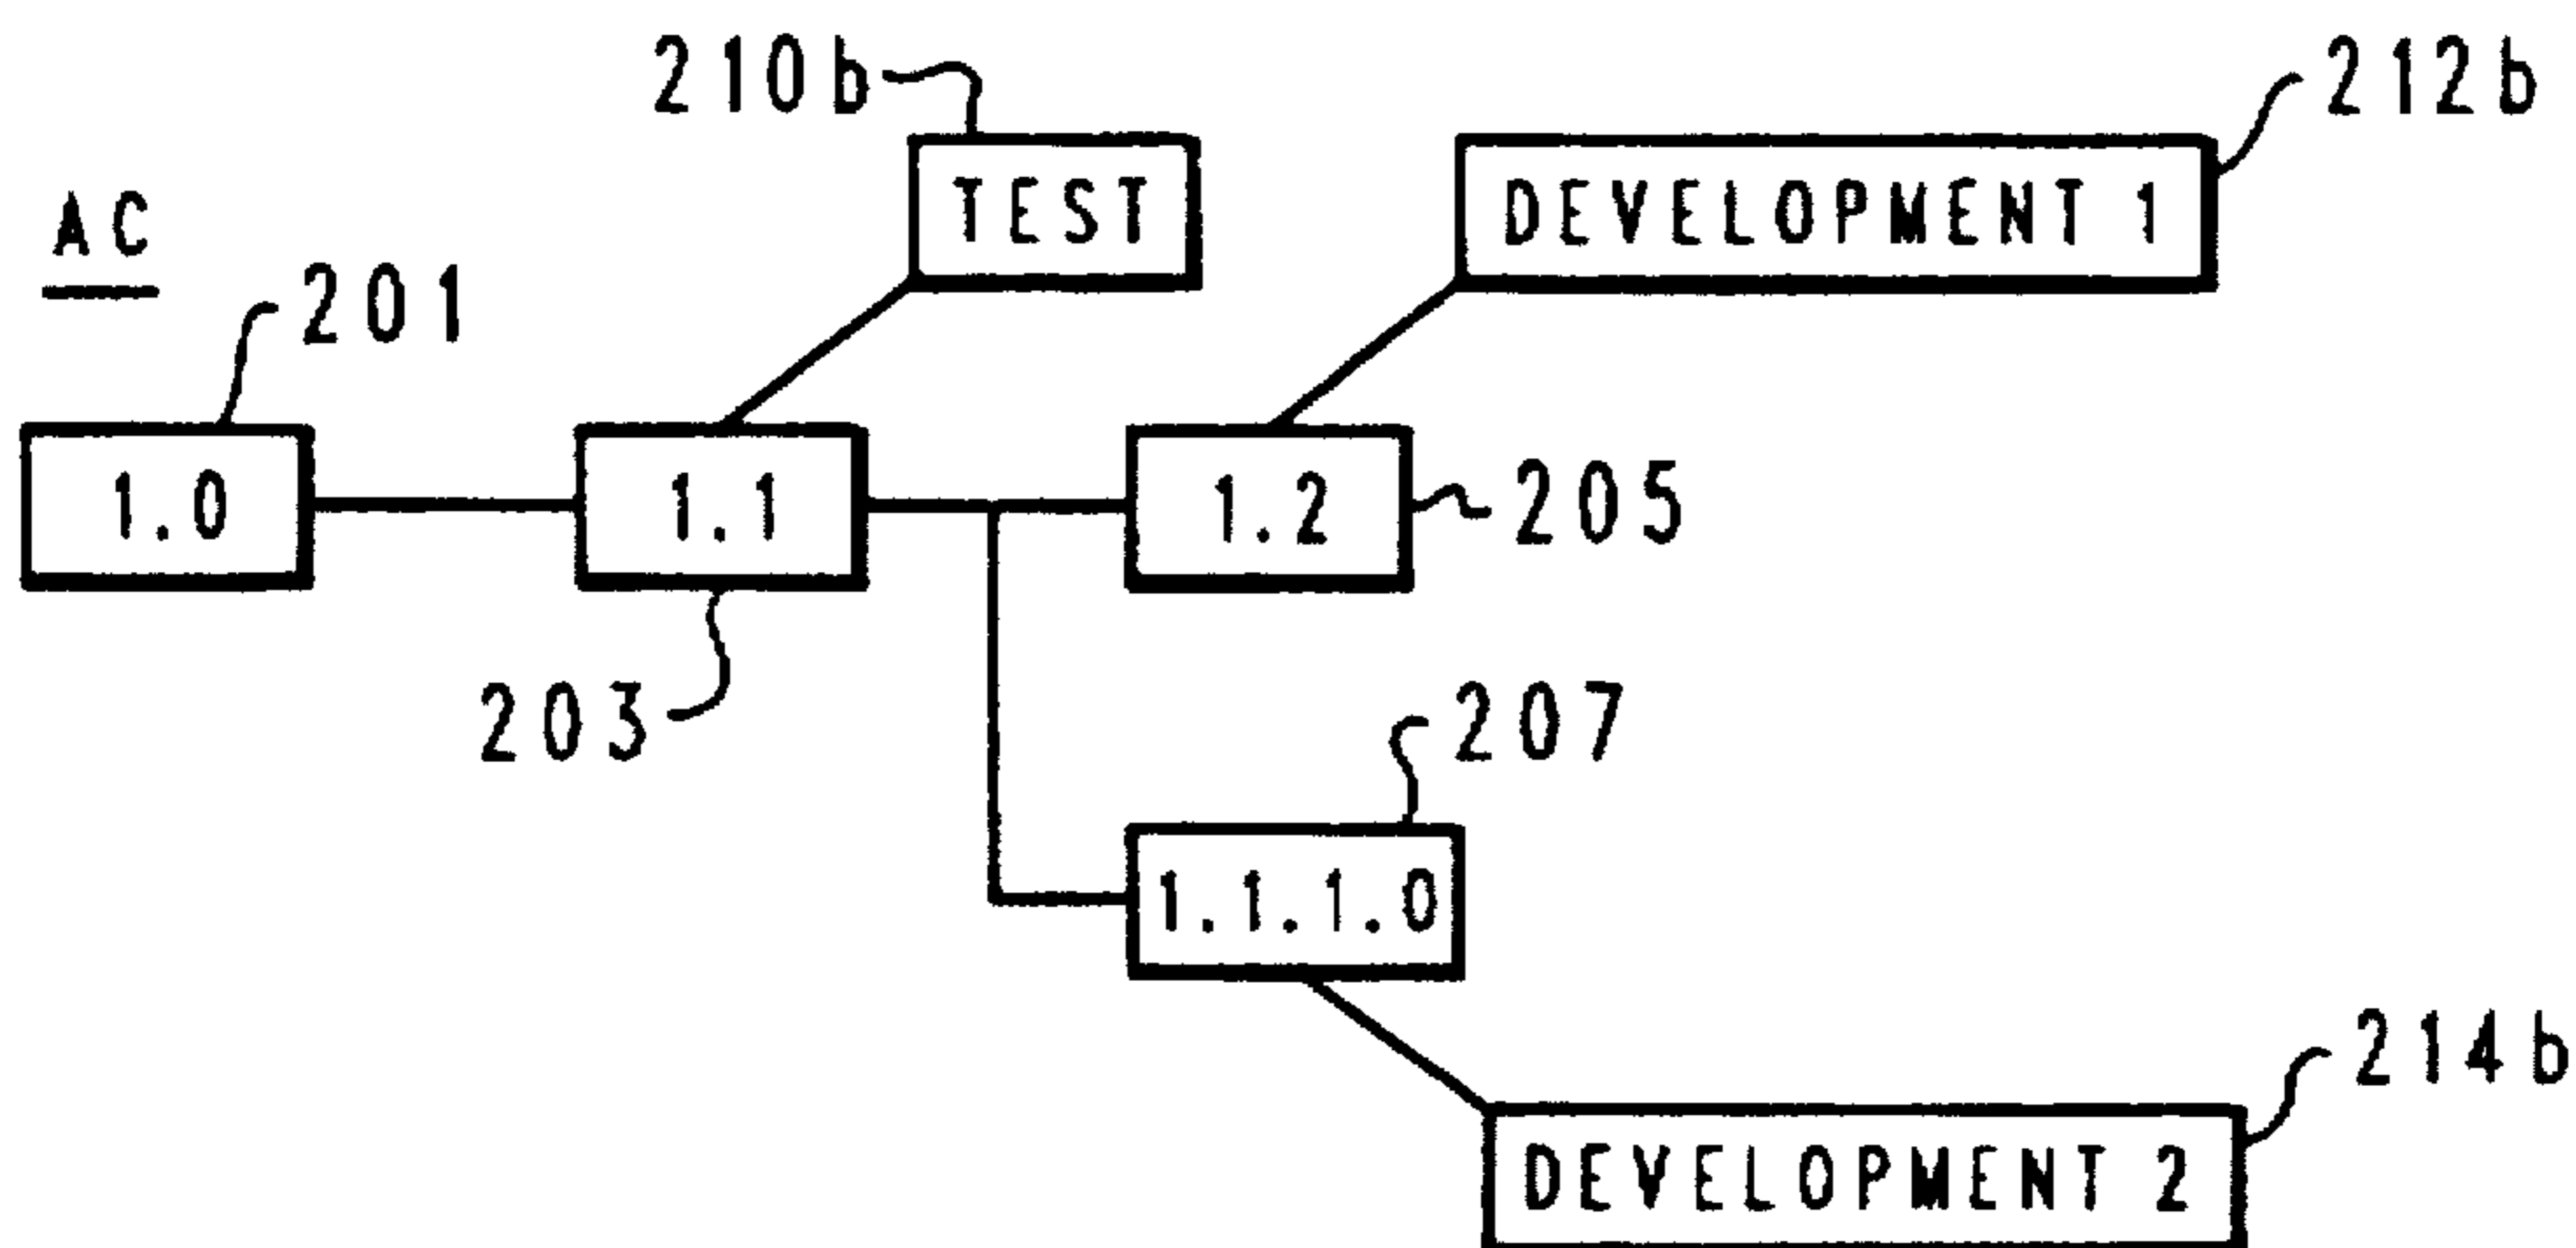 210b
212b
TEST
DEVELOPMENT 1
AC
201
1.0
1.1
1.2
205
203
207
1.1.1.0
214b
DEVELOPMENT 2